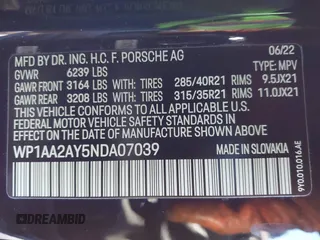 MFD BY DR. ING. H.C. F. PORSCHE AG 06/22
GVWR 6239 LBS TYPE: MPV
GAWR FRONT 3164 LBS WITH TIRES 285/40R21 RIMS 9.5JX21
GAWR REAR 3208 LBS WITH TIRES 315/35R21 RIMS 11.0JX21
THIS VEHICLE CONFORMS TO ALL APPLICABLE U.S.
FEDERAL MOTOR VEHICLE SAFETY STANDARDS IN
EFFECT ON THE DATE OF MANUFACTURE SHOWN ABOVE.
WP1AA2AY5NDA07039 MADE IN SLOVAKIA
9Y0.010.016.AE
DREAMBID